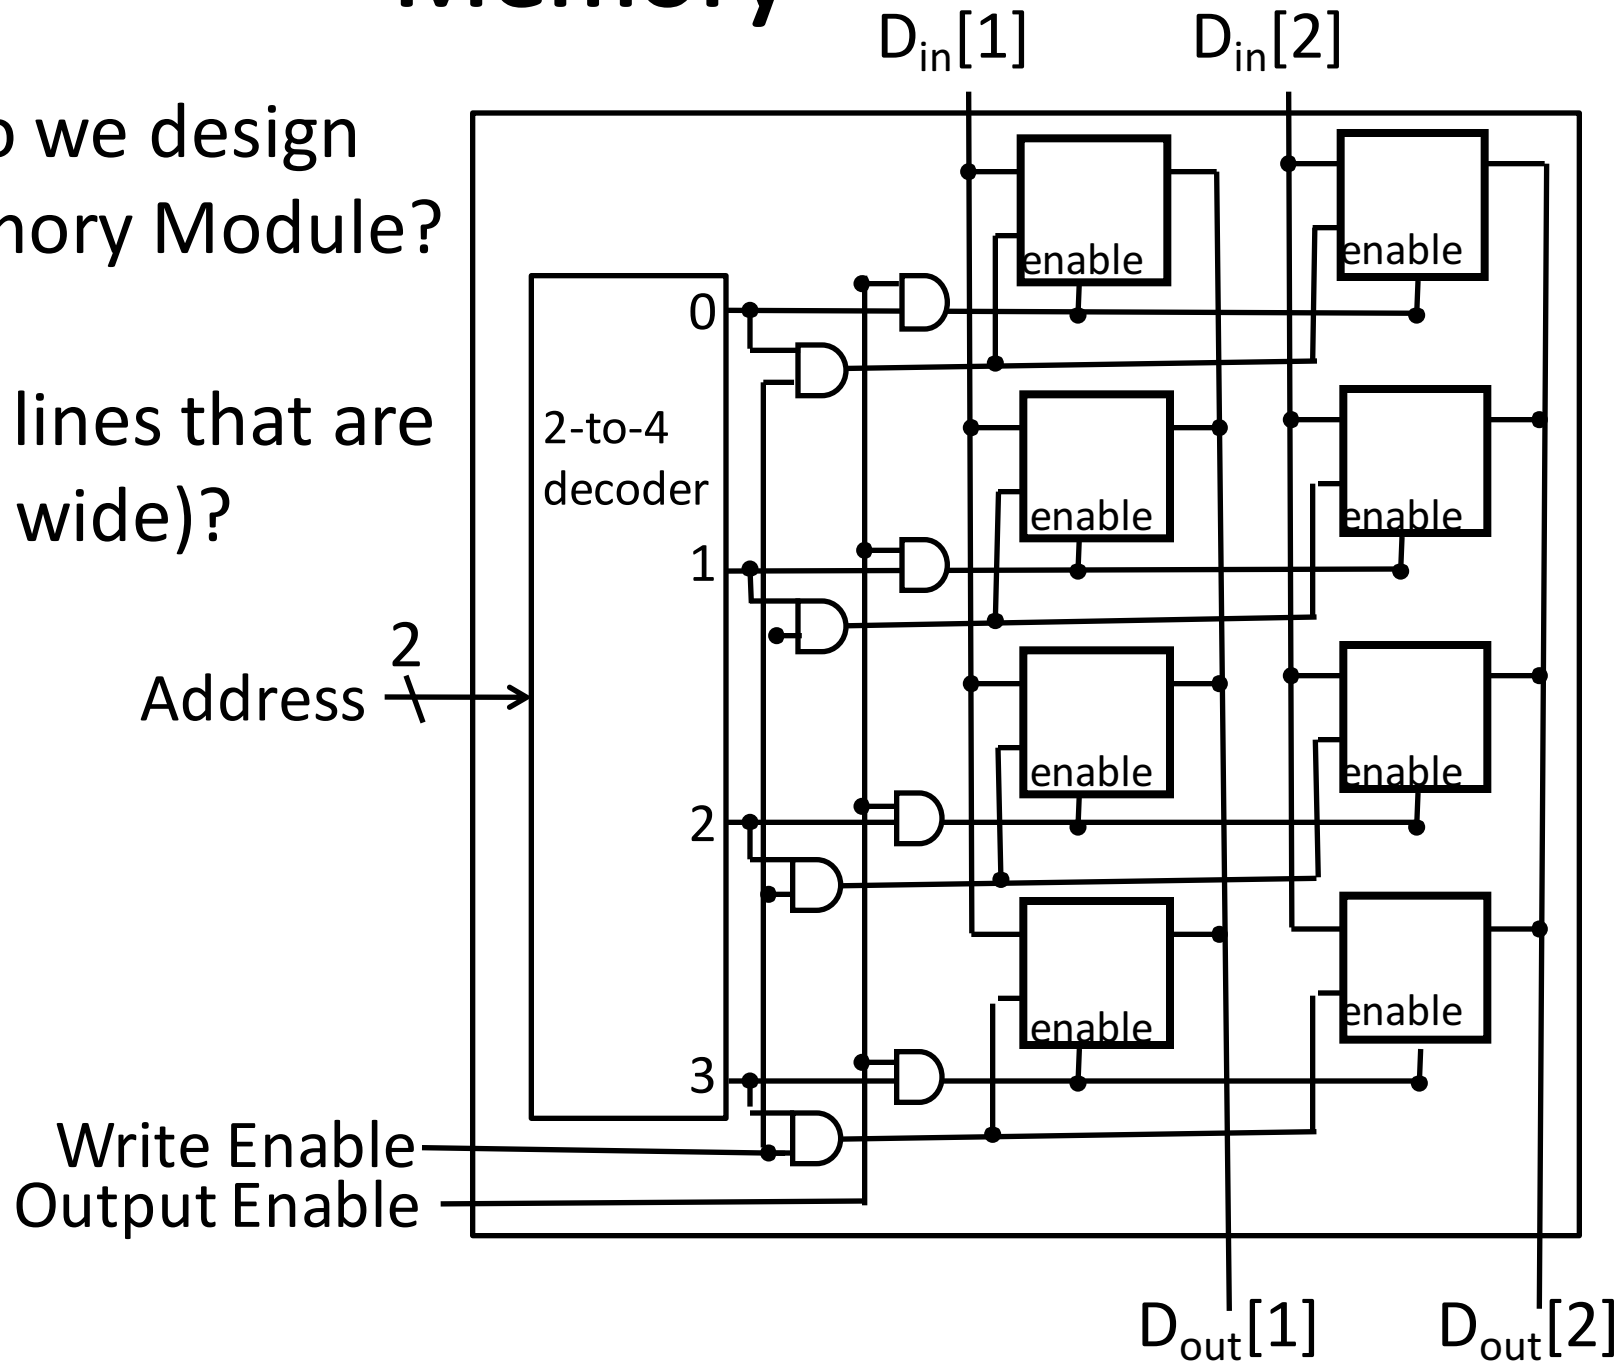 Memory
D_in[1] D_in[2]
o we design
nory Module?
lines that are
wide)?
0
2-to-4
decoder
1
2
3
2
Address
Write Enable
Output Enable
enable enable
enable enable
enable enable
enable enable
D_out[1] D_out[2]